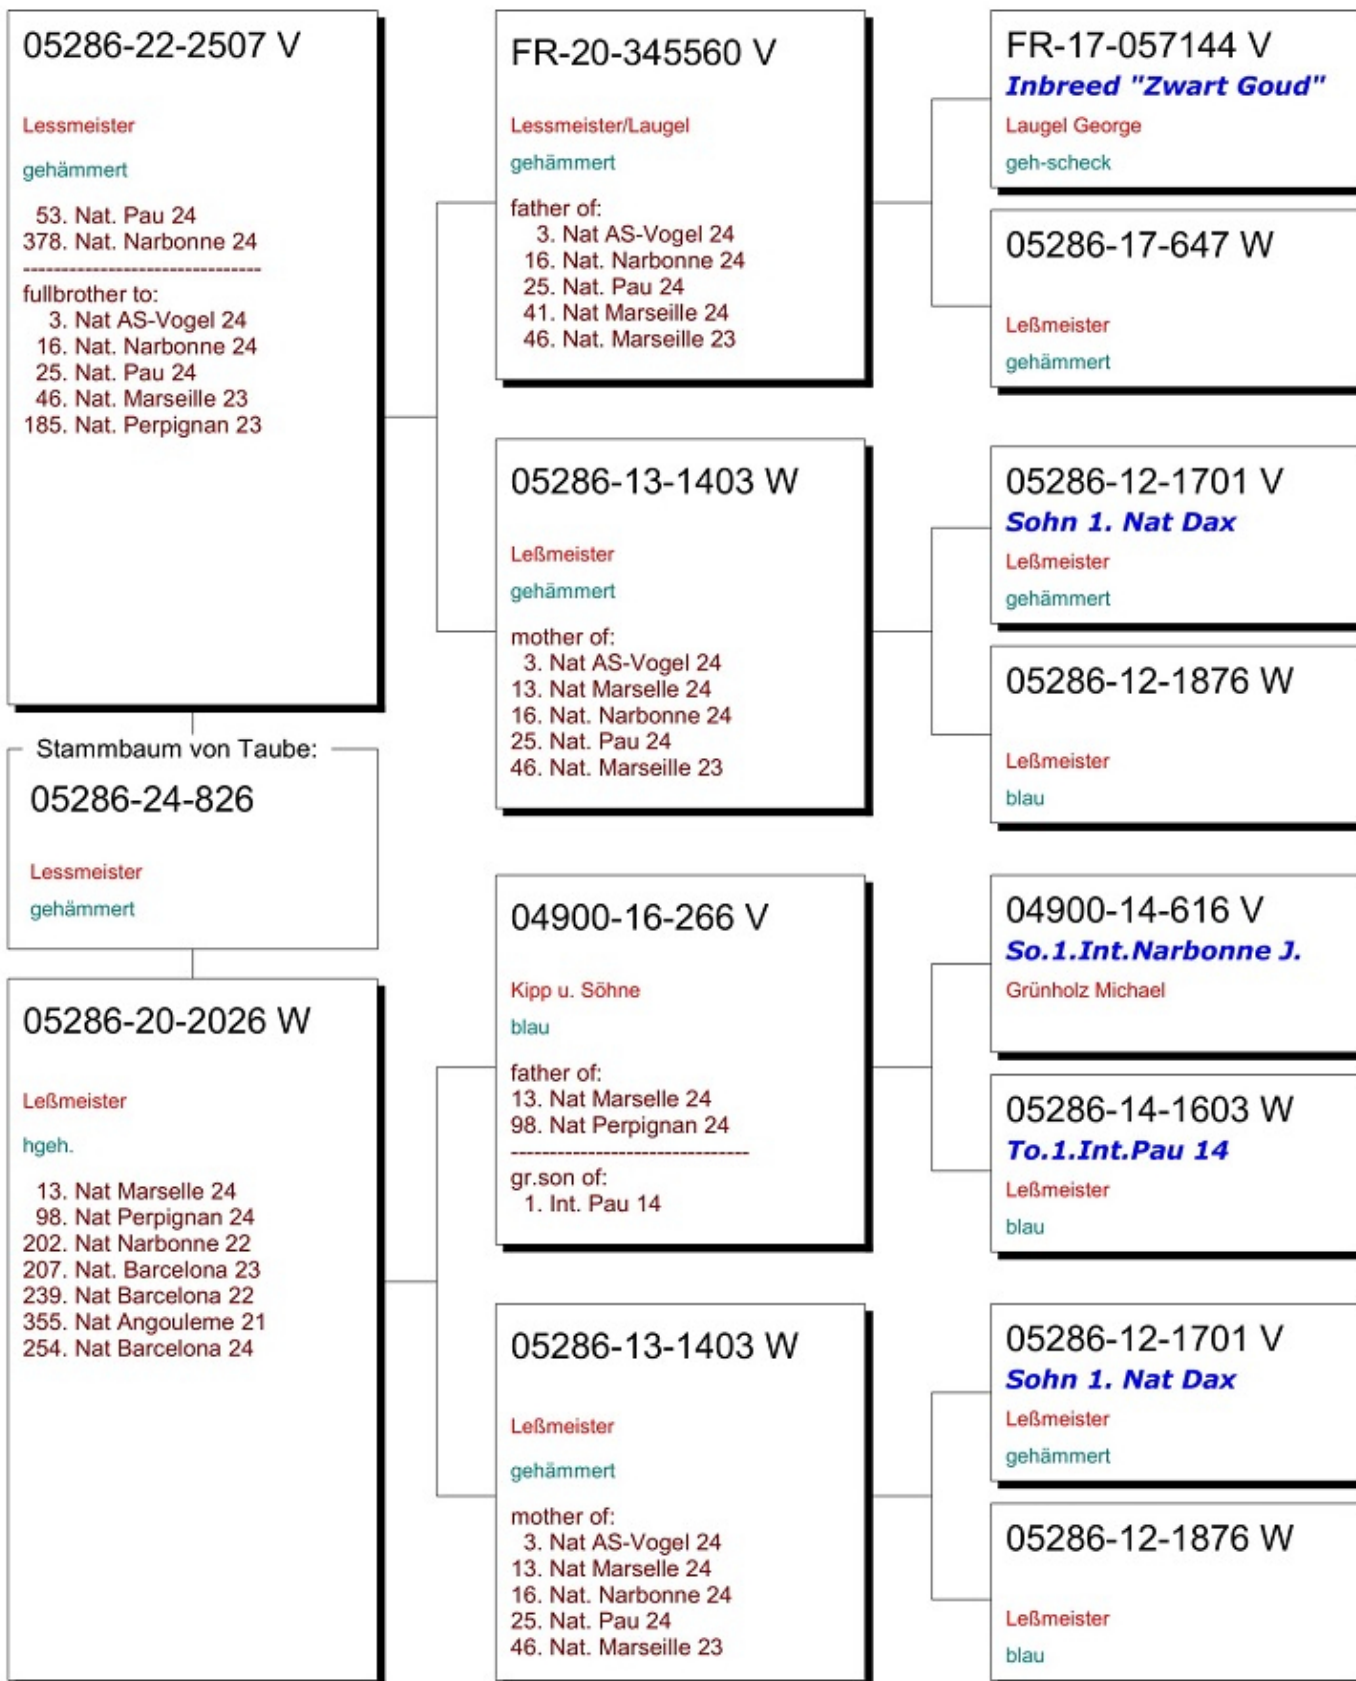 05286-22-2507 V
Lessmeister
gehämmert
53. Nat. Pau 24
378. Nat. Narbonne 24
-------------------------------
fullbrother to:
3. Nat AS-Vogel 24
16. Nat. Narbonne 24
25. Nat. Pau 24
46. Nat. Marseille 23
185. Nat. Perpignan 23
Stammbaum von Taube:
05286-24-826
Lessmeister
gehämmert
05286-20-2026 W
Leßmeister
hgeh.
13. Nat Marselle 24
98. Nat Perpignan 24
202. Nat Narbonne 22
207. Nat. Barcelona 23
239. Nat Barcelona 22
355. Nat Angouleme 21
254. Nat Barcelona 24
FR-20-345560 V
Lessmeister/Laugel
gehämmert
father of:
3. Nat AS-Vogel 24
16. Nat. Narbonne 24
25. Nat. Pau 24
41. Nat Marseille 24
46. Nat. Marseille 23
05286-13-1403 W
Leßmeister
gehämmert
mother of:
3. Nat AS-Vogel 24
13. Nat Marselle 24
16. Nat. Narbonne 24
25. Nat. Pau 24
46. Nat. Marseille 23
04900-16-266 V
Kipp u. Söhne
blau
father of:
13. Nat Marselle 24
98. Nat Perpignan 24
-------------------------------
gr.son of:
1. Int. Pau 14
05286-13-1403 W
Leßmeister
gehämmert
mother of:
3. Nat AS-Vogel 24
13. Nat Marselle 24
16. Nat. Narbonne 24
25. Nat. Pau 24
46. Nat. Marseille 23
FR-17-057144 V
Inbreed "Zwart Goud"
Laugel George
geh-scheck
05286-17-647 W
Leßmeister
gehämmert
05286-12-1701 V
Sohn 1. Nat Dax
Leßmeister
gehämmert
05286-12-1876 W
Leßmeister
blau
04900-14-616 V
So.1.Int.Narbonne J.
Grünholz Michael
05286-14-1603 W
To.1.Int.Pau 14
Leßmeister
blau
05286-12-1701 V
Sohn 1. Nat Dax
Leßmeister
gehämmert
05286-12-1876 W
Leßmeister
blau